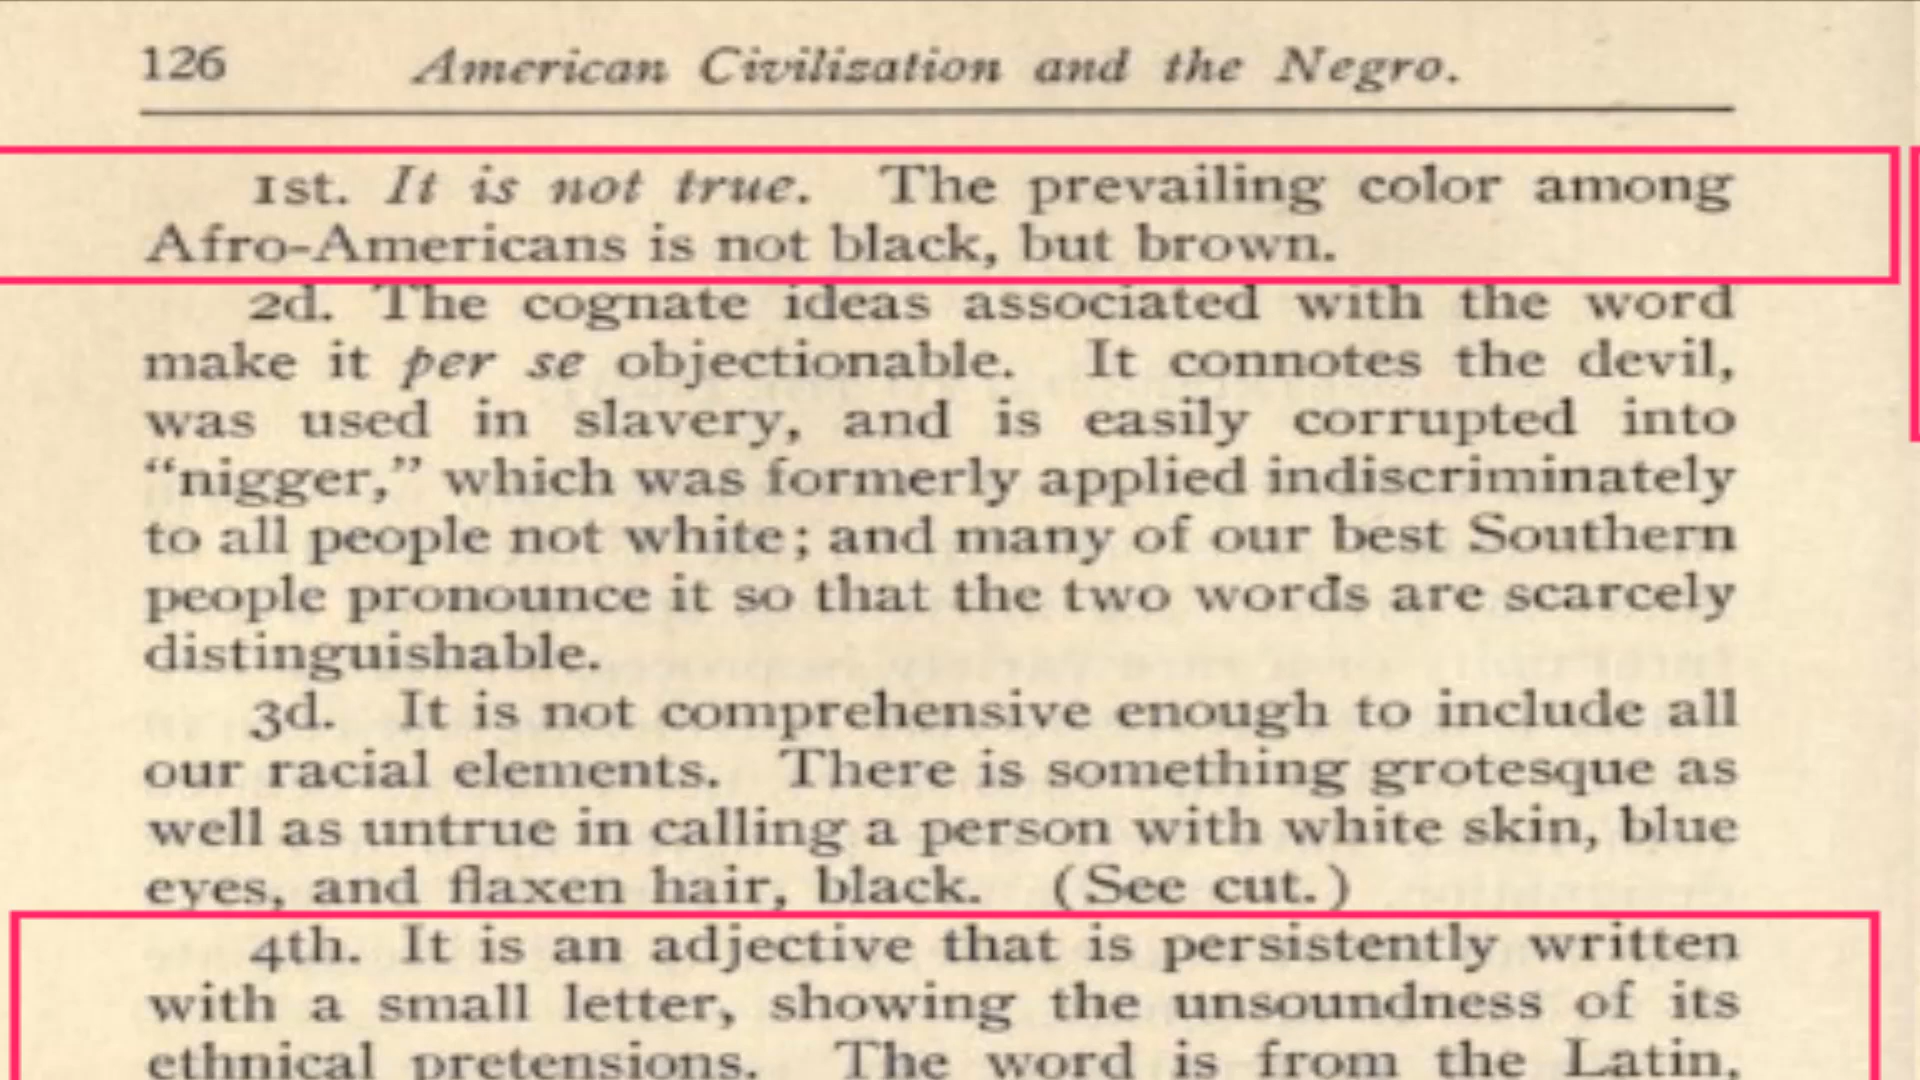 126 American Civilization and the Negro.
1st. It is not true. The prevailing color among
Afro-Americans is not black, but brown.
2d. The cognate ideas associated with the word
make it per se objectionable. It connotes the devil,
was used in slavery, and is easily corrupted into
“nigger,” which was formerly applied indiscriminately
to all people not white; and many of our best Southern
people pronounce it so that the two words are scarcely
distinguishable.
3d. It is not comprehensive enough to include all
our racial elements. There is something grotesque as
well as untrue in calling a person with white skin, blue
eyes, and flaxen hair, black. (See cut.)
4th. It is an adjective that is persistently written
with a small letter, showing the unsoundness of its
ethnical pretensions. The word is from the Latin,